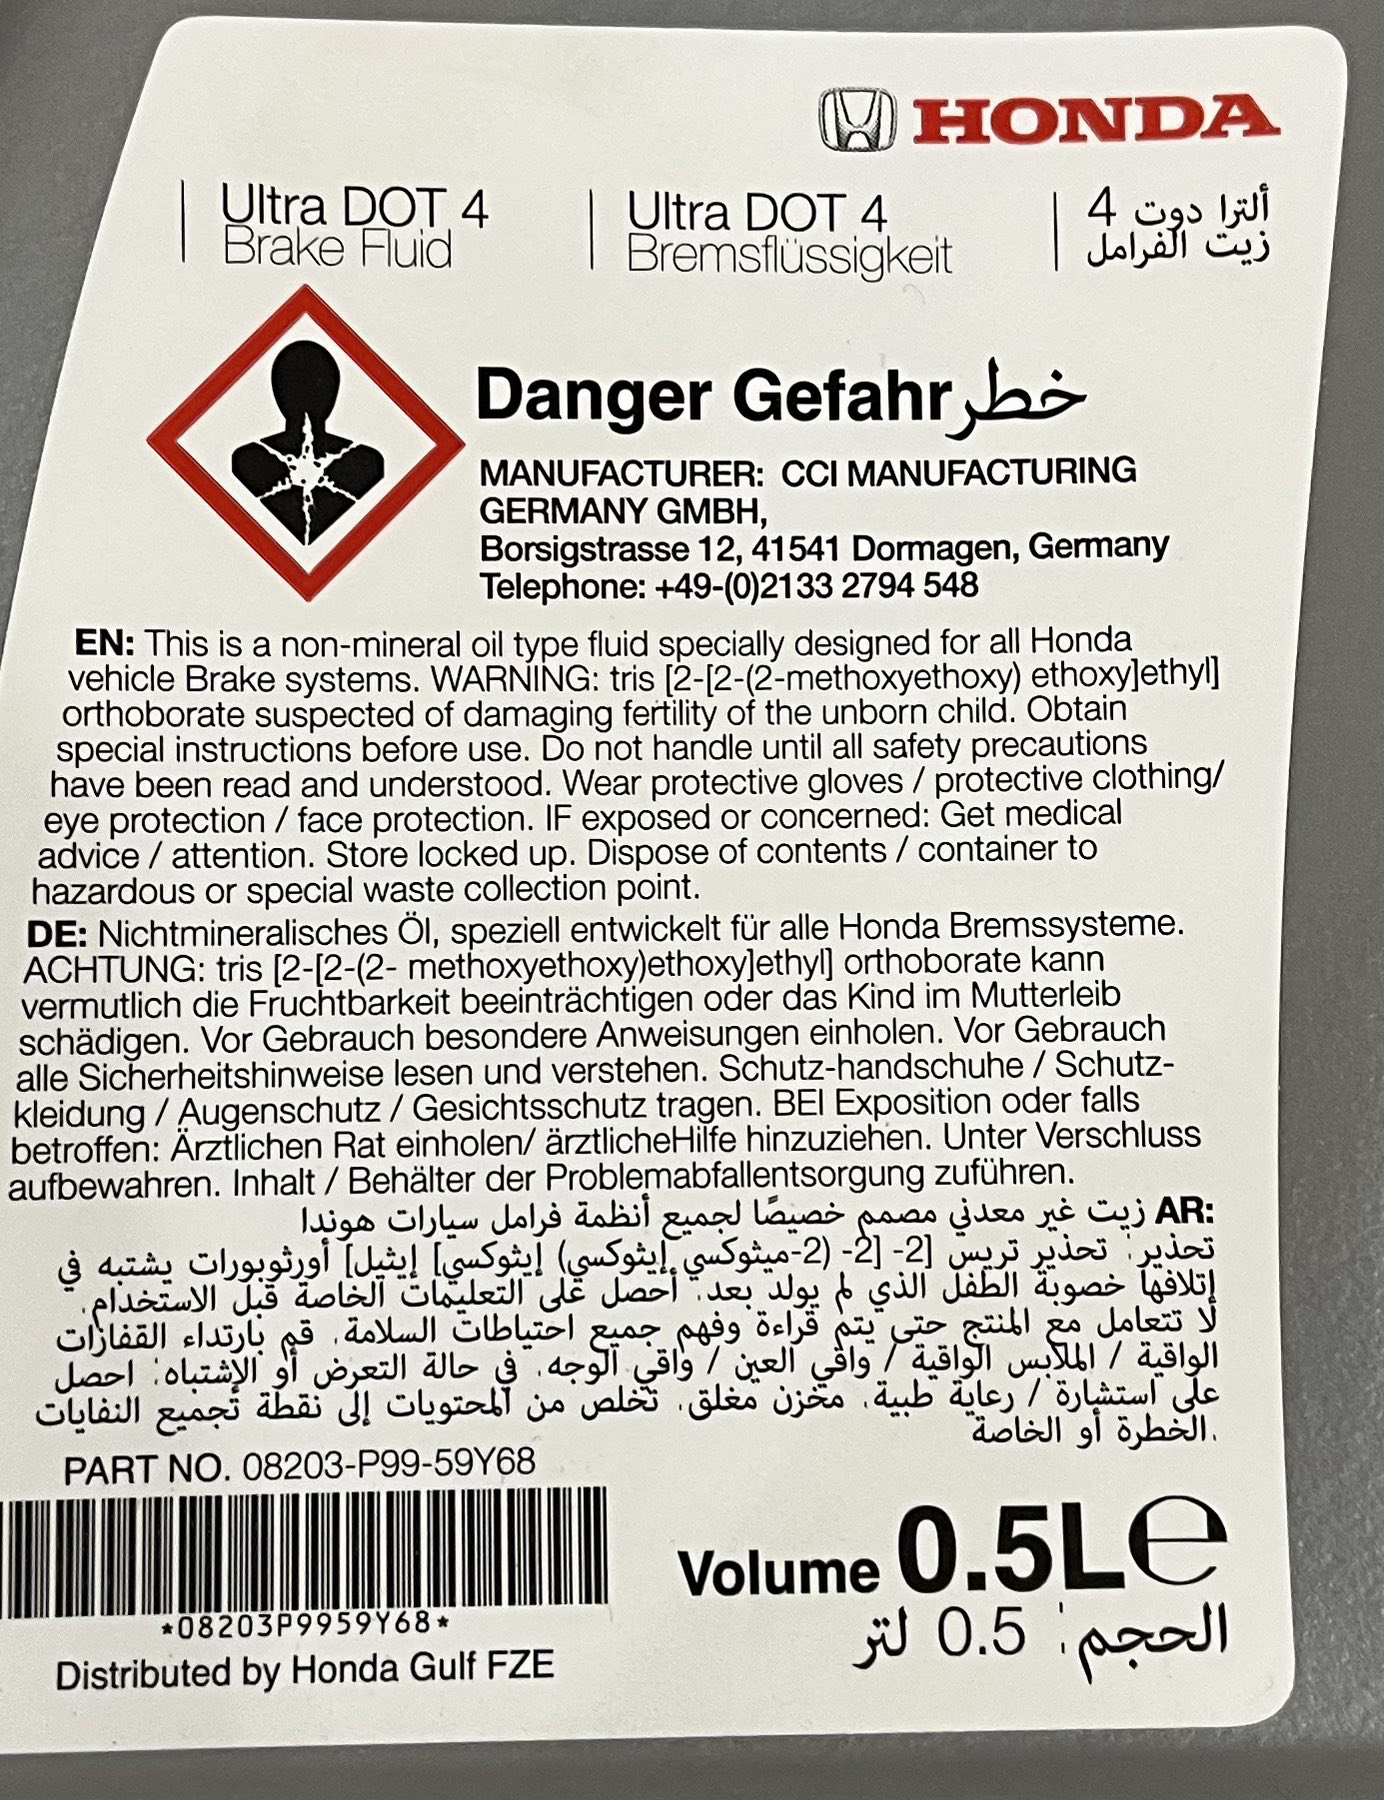 HONDA
Ultra DOT 4
Brake Fluid
Ultra DOT 4
Bremsflüssigkeit
ألترا دوت 4
زيت الفرامل
Danger Gefahr خطر
MANUFACTURER: CCI MANUFACTURING
GERMANY GMBH,
Borsigstrasse 12, 41541 Dormagen, Germany
Telephone: +49-(0)2133 2794 548
EN: This is a non-mineral oil type fluid specially designed for all Honda
vehicle Brake systems. WARNING: tris [2-[2-(2-methoxyethoxy) ethoxy]ethyl]
orthoborate suspected of damaging fertility of the unborn child. Obtain
special instructions before use. Do not handle until all safety precautions
have been read and understood. Wear protective gloves / protective clothing/
eye protection / face protection. IF exposed or concerned: Get medical
advice / attention. Store locked up. Dispose of contents / container to
hazardous or special waste collection point.
DE: Nichtmineralisches Öl, speziell entwickelt für alle Honda Bremssysteme.
ACHTUNG: tris [2-[2-(2- methoxyethoxy)ethoxy]ethyl] orthoborate kann
vermutlich die Fruchtbarkeit beeinträchtigen oder das Kind im Mutterleib
schädigen. Vor Gebrauch besondere Anweisungen einholen. Vor Gebrauch
alle Sicherheitshinweise lesen und verstehen. Schutz-handschuhe / Schutz-
kleidung / Augenschutz / Gesichtsschutz tragen. BEI Exposition oder falls
betroffen: Ärztlichen Rat einholen/ ärztlicheHilfe hinzuziehen. Unter Verschluss
aufbewahren. Inhalt / Behälter der Problemabfallentsorgung zuführen.
AR: زيت غير معدني مصمم خصيصًا لجميع أنظمة فرامل سيارات هوندا
تحذير: تحذير تريس [2- [2- (2-ميثوكسي إيثوكسي) إيثوكسي] إيثيل] أورثوبورات يشتبه في
إتلافها خصوبة الطفل الذي لم يولد بعد. أحصل على التعليمات الخاصة قبل الاستخدام.
لا تتعامل مع المنتج حتى يتم قراءة وفهم جميع احتياطات السلامة. قم بارتداء القفازات
الواقية / الملابس الواقية / واقي العين / واقي الوجه. في حالة التعرض أو الإشتباه: احصل
على استشارة / رعاية طبية. مخزن مغلق. تخلص من المحتويات إلى نقطة تجميع النفايات
الخطرة أو الخاصة.
PART NO. 08203-P99-59Y68
*08203P9959Y68*
Distributed by Honda Gulf FZE
Volume 0.5L℮
الحجم: 0.5 لتر